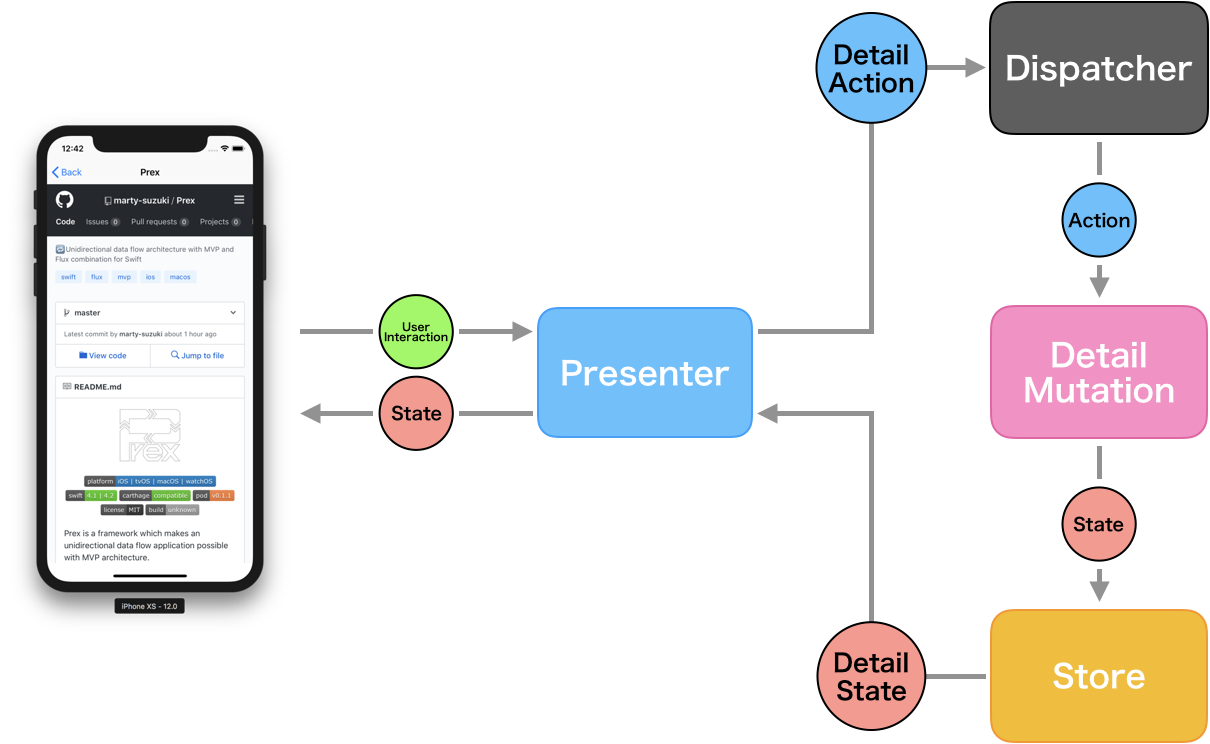 12:42
Back
Prex
marty-suzuki / Prex
Code Issues 0 Pull requests 0 Projects 0
Unidirectional data flow architecture with MVP and
Flux combination for Swift
swift flux mvp ios macos
master
Latest commit by marty-suzuki about 1 hour ago
View code Jump to file
README.md
Prex
platform iOS | tvOS | macOS | watchOS
swift 4.1 | 4.2 carthage compatible pod v0.1.1
license MIT build unknown
Prex is a framework which makes an
unidirectional data flow application possible
with MVP architecture.
iPhone XS - 12.0
User
Interaction
State
Presenter
Detail
Action
Dispatcher
Action
Detail
Mutation
State
Store
Detail
State